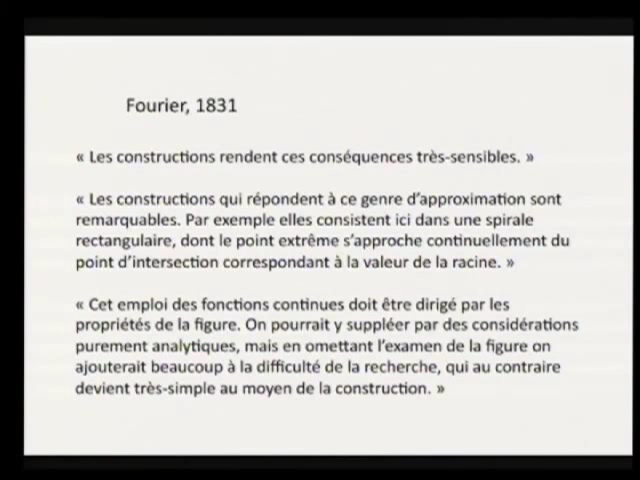 Fourier, 1831
« Les constructions rendent ces conséquences très-sensibles. »
« Les constructions qui répondent à ce genre d’approximation sont
remarquables. Par exemple elles consistent ici dans une spirale
rectangulaire, dont le point extrême s’approche continuellement du
point d’intersection correspondant à la valeur de la racine. »
« Cet emploi des fonctions continues doit être dirigé par les
propriétés de la figure. On pourrait y suppléer par des considérations
purement analytiques, mais en omettant l’examen de la figure on
ajouterait beaucoup à la difficulté de la recherche, qui au contraire
devient très-simple au moyen de la construction. »